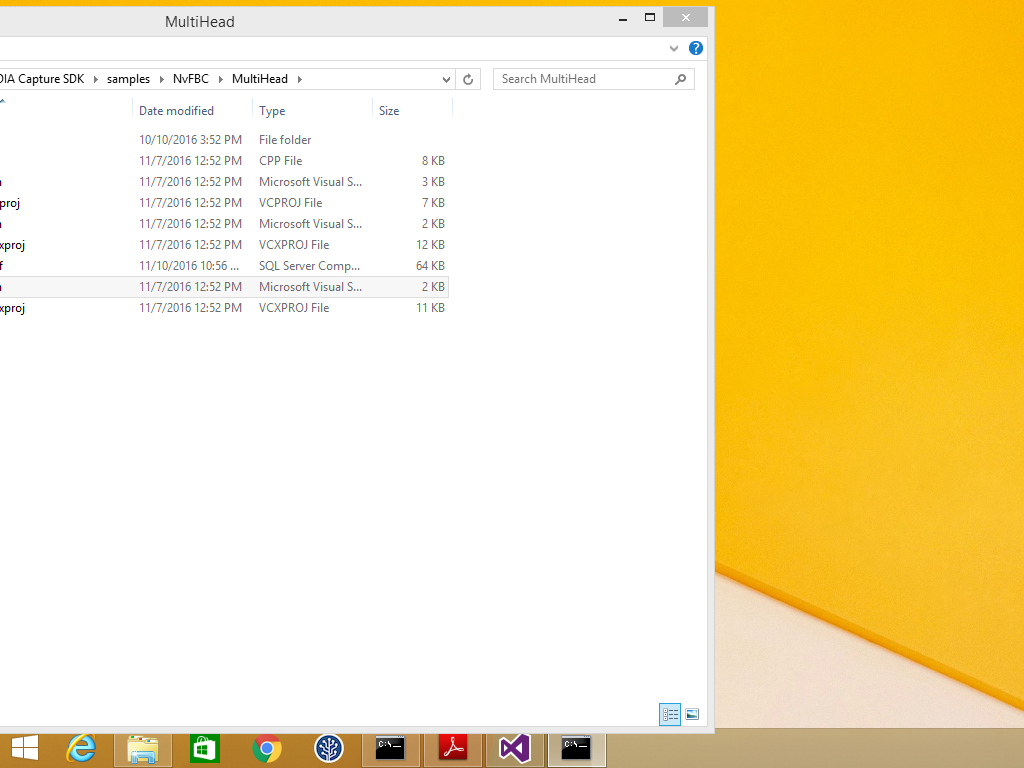 MultiHead
DIA Capture SDK samples NvFBC MultiHead Search MultiHead
Date modified Type Size
10/10/2016 3:52 PM File folder
11/7/2016 12:52 PM CPP File 8 KB
11/7/2016 12:52 PM Microsoft Visual S... 3 KB
proj 11/7/2016 12:52 PM VCPROJ File 7 KB
11/7/2016 12:52 PM Microsoft Visual S... 2 KB
xproj 11/7/2016 12:52 PM VCXPROJ File 12 KB
f 11/10/2016 10:56 ... SQL Server Comp... 64 KB
11/7/2016 12:52 PM Microsoft Visual S... 2 KB
xproj 11/7/2016 12:52 PM VCXPROJ File 11 KB
C:\_ C:\_